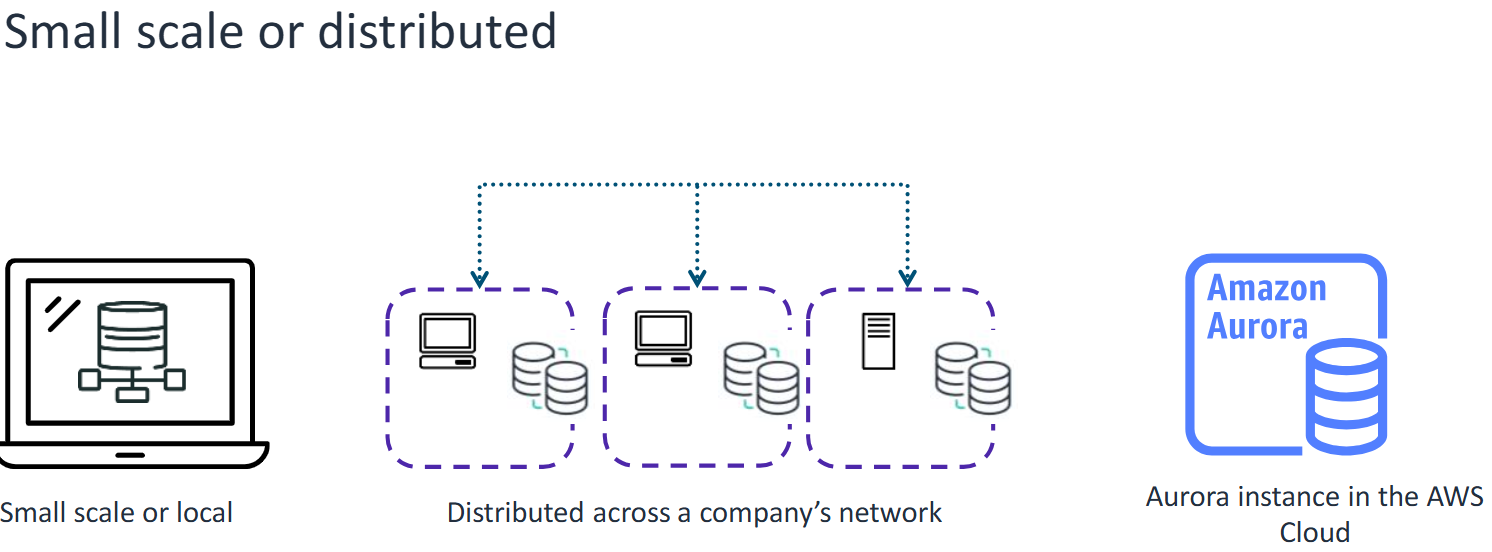 Small scale or distributed
Amazon
Aurora
Small scale or local
Distributed across a company’s network
Aurora instance in the AWS
Cloud